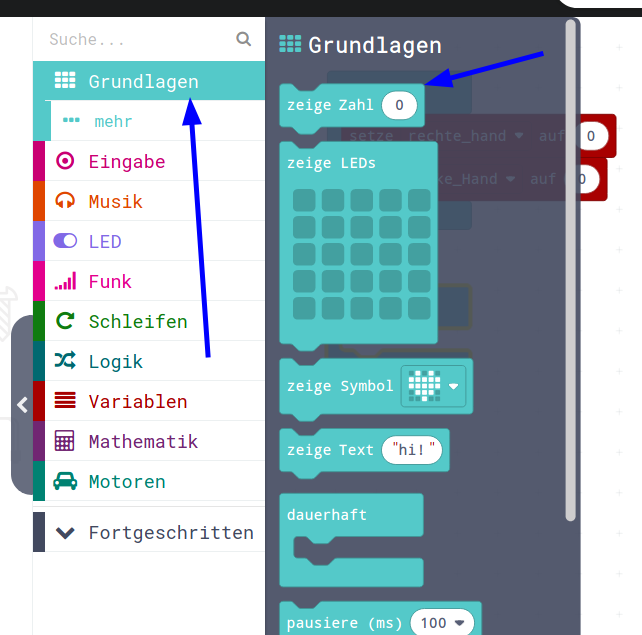 Suche...
Grundlagen
mehr
Eingabe
Musik
LED
Funk
Schleifen
Logik
Variablen
Mathematik
Motoren
Fortgeschritten
Grundlagen
zeige Zahl 0
zeige LEDs
zeige Symbol
zeige Text "hi!"
dauerhaft
pausiere (ms) 100
setze rechte_hand auf 0
ke_Hand auf 0